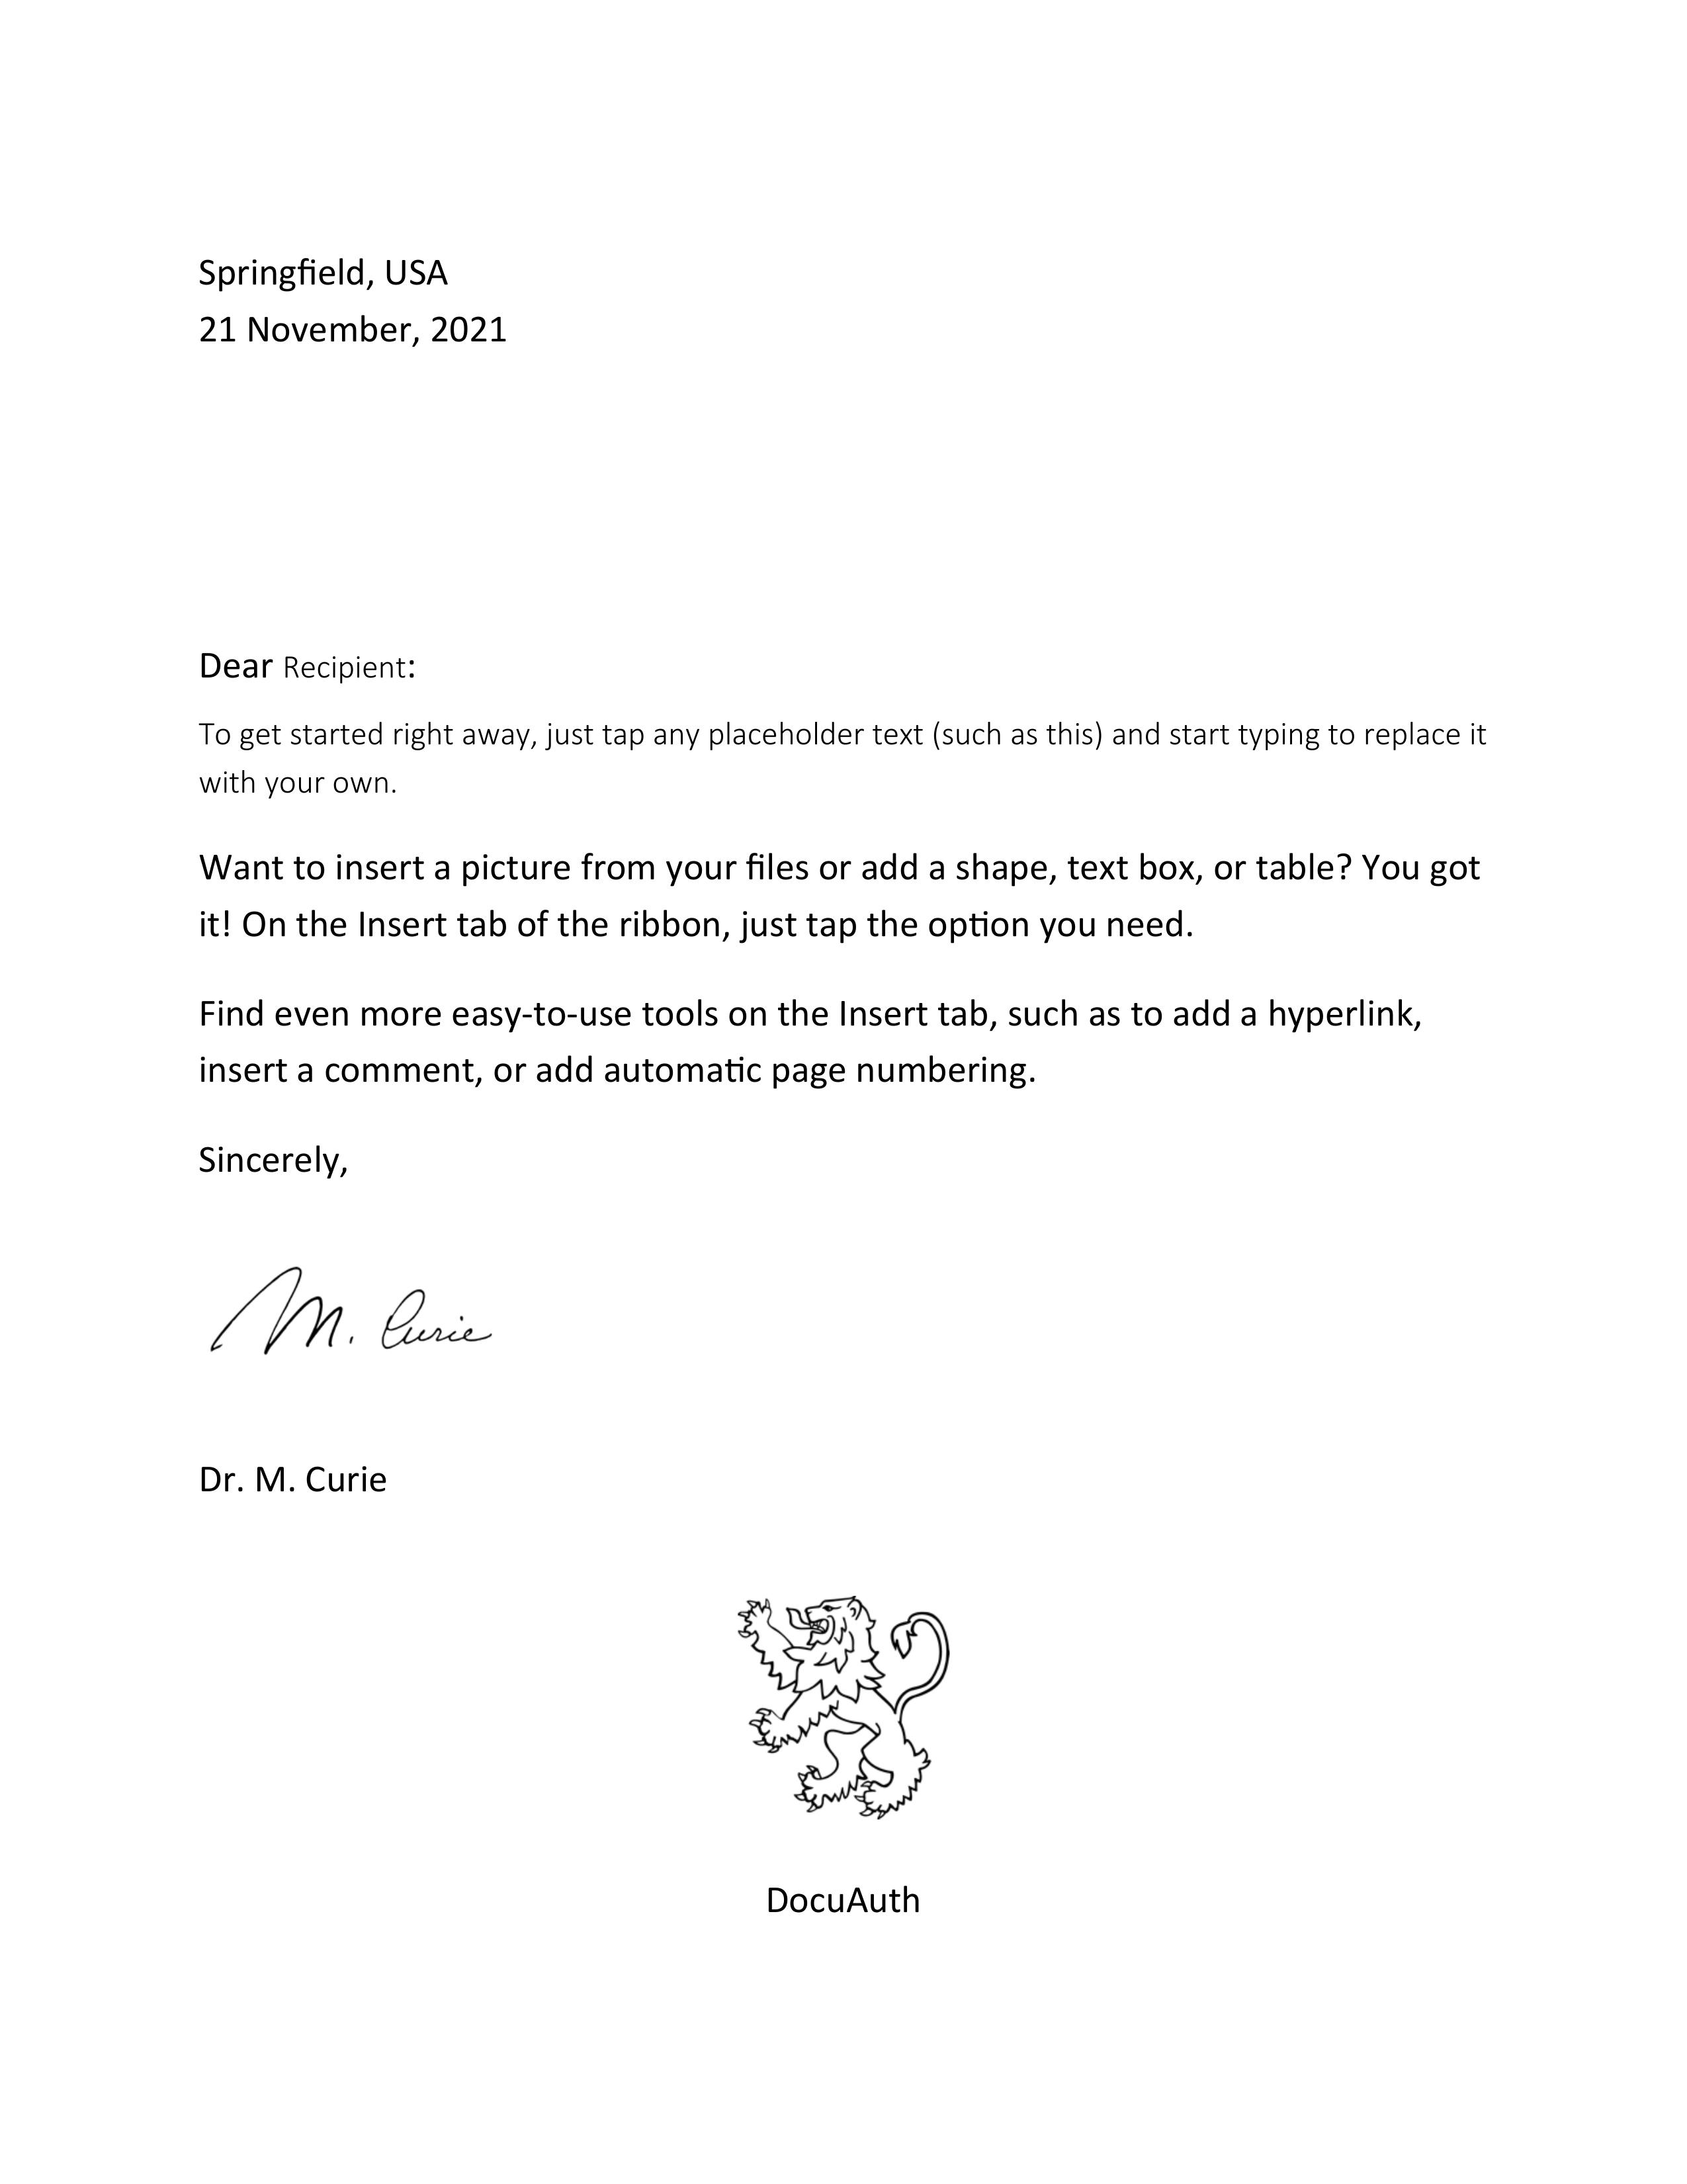 Springfield, USA
21 November, 2021
Dear Recipient:
To get started right away, just tap any placeholder text (such as this) and start typing to replace it
with your own.
Want to insert a picture from your files or add a shape, text box, or table? You got
it! On the Insert tab of the ribbon, just tap the option you need.
Find even more easy-to-use tools on the Insert tab, such as to add a hyperlink,
insert a comment, or add automatic page numbering.
Sincerely,
M. Curie
Dr. M. Curie
DocuAuth